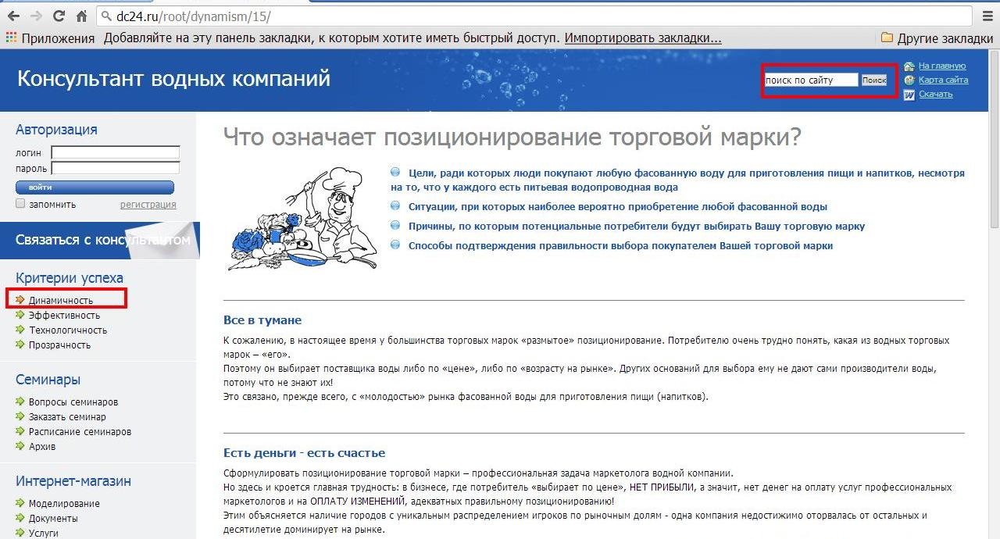 dc24.ru/root/dynamism/15/
Приложения Добавляйте на эту панель закладки, к которым хотите иметь быстрый доступ. Импортировать закладки... Другие закладки
Консультант водных компаний
поиск по сайту Поиск
На главную
Карта сайта
Скачать
Авторизация
логин
пароль
войти
запомнить регистрация
Связаться с консультантом
Критерии успеха
Динамичность
Эффективность
Технологичность
Прозрачность
Семинары
Вопросы семинаров
Заказать семинар
Расписание семинаров
Архив
Интернет-магазин
Моделирование
Документы
Услуги
Что означает позиционирование торговой марки?
Цели, ради которых люди покупают любую фасованную воду для приготовления пищи и напитков, несмотря
на то, что у каждого есть питьевая водопроводная вода
Ситуации, при которых наиболее вероятно приобретение любой фасованной воды
Причины, по которым потенциальные потребители будут выбирать Вашу торговую марку
Способы подтверждения правильности выбора покупателем Вашей торговой марки
Все в тумане
К сожалению, в настоящее время у большинства торговых марок «размытое» позиционирование. Потребителю очень трудно понять, какая из водных торговых
марок – «его».
Поэтому он выбирает поставщика воды либо по «цене», либо по «возрасту на рынке». Других оснований для выбора ему не дают сами производители воды,
потому что не знают их!
Это связано, прежде всего, с «молодостью» рынка фасованной воды для приготовления пищи (напитков).
Есть деньги - есть счастье
Сформулировать позиционирование торговой марки – профессиональная задача маркетолога водной компании.
Но здесь и кроется главная трудность: в бизнесе, где потребитель «выбирает по цене», НЕТ ПРИБЫЛИ, а значит, нет денег на оплату услуг профессиональных
маркетологов и на ОПЛАТУ ИЗМЕНЕНИЙ, адекватных правильному позиционированию!
Этим объясняется наличие городов с уникальным распределением игроков по рыночным долям - одна компания недостижимо оторвалась от остальных и
десятилетие доминирует на рынке.